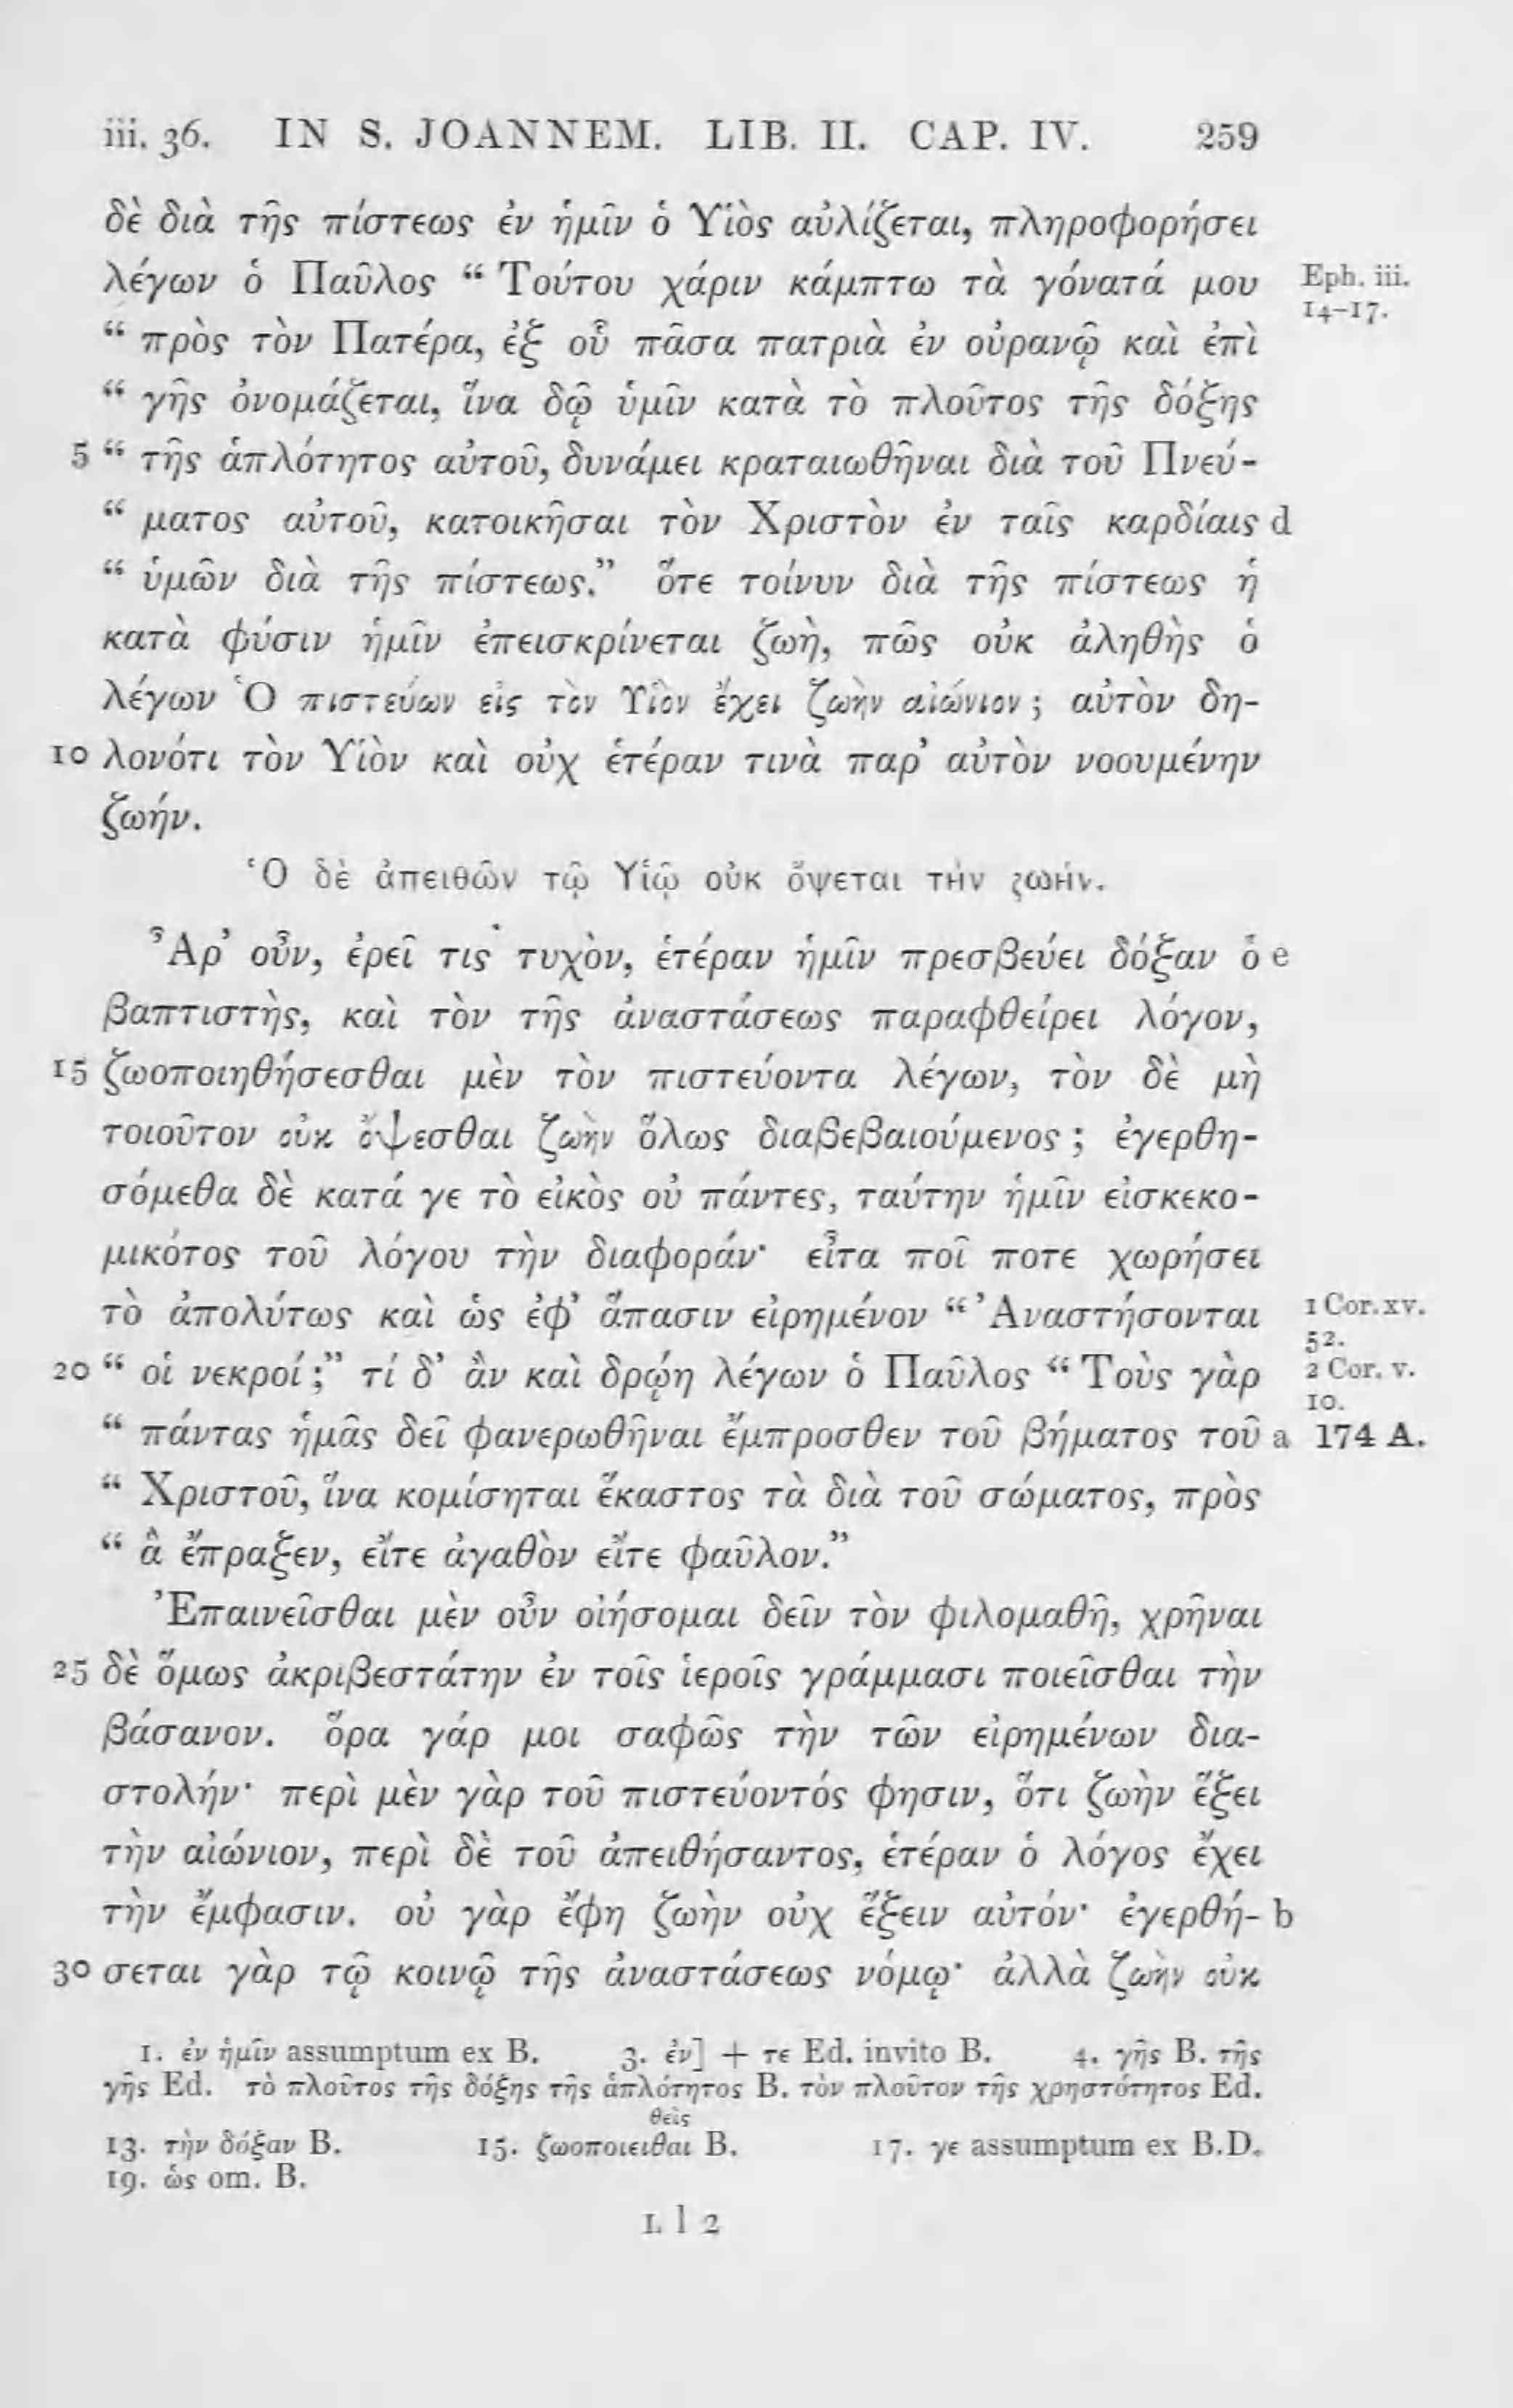 iii. 36. IN S. JOANNEM. LIB. II. CAP. IV. 259
δὲ διὰ τῆς πίστεως ἐν ἡμῖν ὁ Υἱὸς αὐλίζεται, πληροφορήσει
λέγων ὁ Παῦλος “ Τούτου χάριν κάμπτω τὰ γόνατά μου Eph. iii.
14–17.
“ πρὸς τὸν Πατέρα, ἐξ οὗ πᾶσα πατριὰ ἐν οὐρανῷ καὶ ἐπὶ
“ γῆς ὀνομάζεται, ἵνα δῷ ὑμῖν κατὰ τὸ πλοῦτος τῆς δόξης
5 “ τῆς ἁπλότητος αὐτοῦ, δυνάμει κραταιωθῆναι διὰ τοῦ Πνεύ-
“ ματος αὐτοῦ, κατοικῆσαι τὸν Χριστὸν ἐν ταῖς καρδίαις d
“ ὑμῶν διὰ τῆς πίστεως.” ὅτε τοίνυν διὰ τῆς πίστεως ἡ
κατὰ φύσιν ἡμῖν ἐπεισκρίνεται ζωὴ, πῶς οὐκ ἀληθὴς ὁ
λέγων Ὁ πιστεύων εἰς τὸν Υἱὸν ἔχει ζωὴν αἰώνιον ; αὐτὸν δη-
10 λονότι τὸν Υἱὸν καὶ οὐχ ἑτέραν τινὰ παρ’ αὐτὸν νοουμένην
ζωήν.
Ὁ δὲ ἀπειθῶν τῷ Υἱῷ οὐκ ὄψεται τὴν ζωήν.
Ἆρ’ οὖν, ἐρεῖ τις τυχὸν, ἑτέραν ἡμῖν πρεσβεύει δόξαν ὁ e
βαπτιστὴς, καὶ τὸν τῆς ἀναστάσεως παραφθείρει λόγον,
15 ζωοποιηθήσεσθαι μὲν τὸν πιστεύοντα λέγων, τὸν δὲ μὴ
τοιοῦτον οὐκ ὄψεσθαι ζωὴν ὅλως διαβεβαιούμενος ; ἐγερθη-
σόμεθα δὲ κατά γε τὸ εἰκὸς οὐ πάντες, ταύτην ἡμῖν εἰσκεκο-
μικότος τοῦ λόγου τὴν διαφοράν· εἶτα ποῖ ποτε χωρήσει
τὸ ἀπολύτως καὶ ὡς ἐφ’ ἅπασιν εἰρημένον “ Ἀναστήσονται 1 Cor. xv.
52.
20 “ οἱ νεκροί ;” τί δ’ ἂν καὶ δρῴη λέγων ὁ Παῦλος “ Τοὺς γὰρ 2 Cor. v.
10.
“ πάντας ἡμᾶς δεῖ φανερωθῆναι ἔμπροσθεν τοῦ βήματος τοῦ a 174 A.
“ Χριστοῦ, ἵνα κομίσηται ἕκαστος τὰ διὰ τοῦ σώματος, πρὸς
“ ἃ ἔπραξεν, εἴτε ἀγαθὸν εἴτε φαῦλον.”
Ἐπαινεῖσθαι μὲν οὖν οἰήσομαι δεῖν τὸν φιλομαθῆ, χρῆναι
25 δὲ ὅμως ἀκριβεστάτην ἐν τοῖς ἱεροῖς γράμμασι ποιεῖσθαι τὴν
βάσανον. ὅρα γάρ μοι σαφῶς τὴν τῶν εἰρημένων δια-
στολήν· περὶ μὲν γὰρ τοῦ πιστεύοντός φησιν, ὅτι ζωὴν ἕξει
τὴν αἰώνιον, περὶ δὲ τοῦ ἀπειθήσαντος, ἑτέραν ὁ λόγος ἔχει
τὴν ἔμφασιν. οὐ γὰρ ἔφη ζωὴν οὐχ ἕξειν αὐτόν· ἐγερθή- b
30 σεται γὰρ τῷ κοινῷ τῆς ἀναστάσεως νόμῳ· ἀλλὰ ζωὴν οὐκ
1. ἐν ἡμῖν assumptum ex B. 3. ἐν] + τε Ed. invito B. 4. γῆς B. τῆς
γῆς Ed. τὸ πλοῦτος τῆς δόξης τῆς ἁπλότητος B. τὸν πλοῦτον τῆς χρηστότητος Ed.
θεις
13. τὴν δόξαν B. 15. ζωοποιειθαι B. 17. γε assumptum ex B.D.
19. ὡς om. B.
L l 2